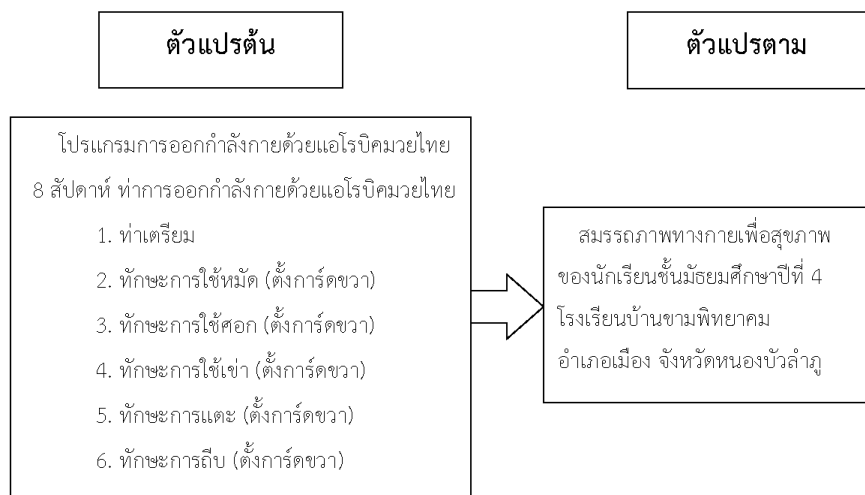 ตัวแปรต้น
ตัวแปรตาม
โปรแกรมการออกกำลังกายด้วยแอโรบิคมวยไทย
8 สัปดาห์ ท่าการออกกำลังกายด้วยแอโรบิคมวยไทย
1. ท่าเตรียม
2. ทักษะการใช้หมัด (ตั้งการ์ดขวา)
3. ทักษะการใช้ศอก (ตั้งการ์ดขวา)
4. ทักษะการใช้เข่า (ตั้งการ์ดขวา)
5. ทักษะการแตะ (ตั้งการ์ดขวา)
6. ทักษะการถีบ (ตั้งการ์ดขวา)
สมรรถภาพทางกายเพื่อสุขภาพ
ของนักเรียนชั้นมัธยมศึกษาปีที่ 4
โรงเรียนบ้านขามพิทยาคม
อำเภอเมือง จังหวัดหนองบัวลำภู